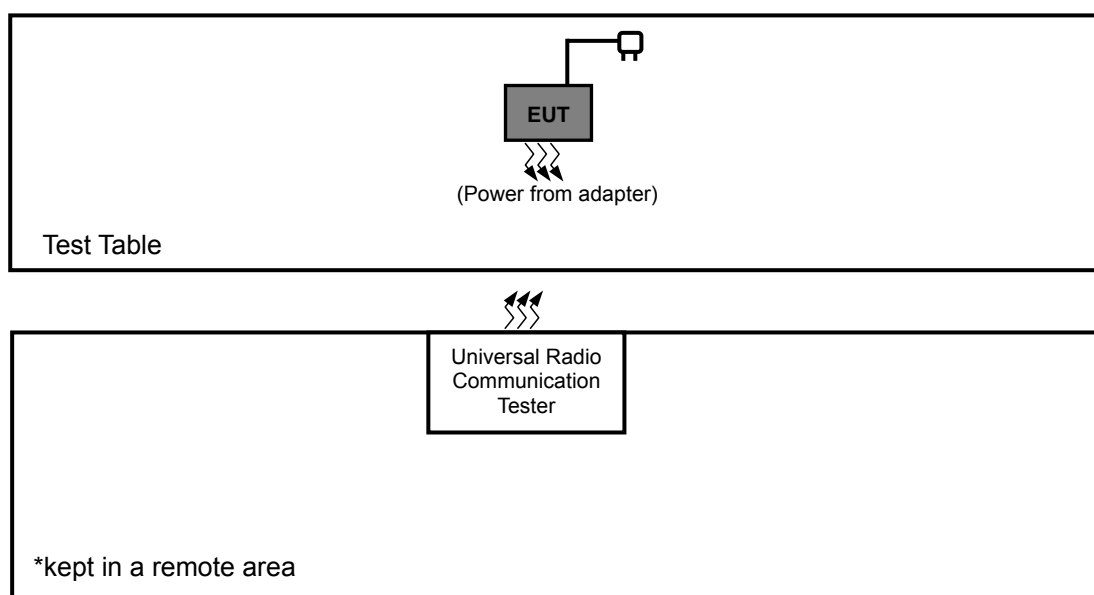 EUT
(Power from adapter)
Test Table
Universal Radio
Communication
Tester
*kept in a remote area